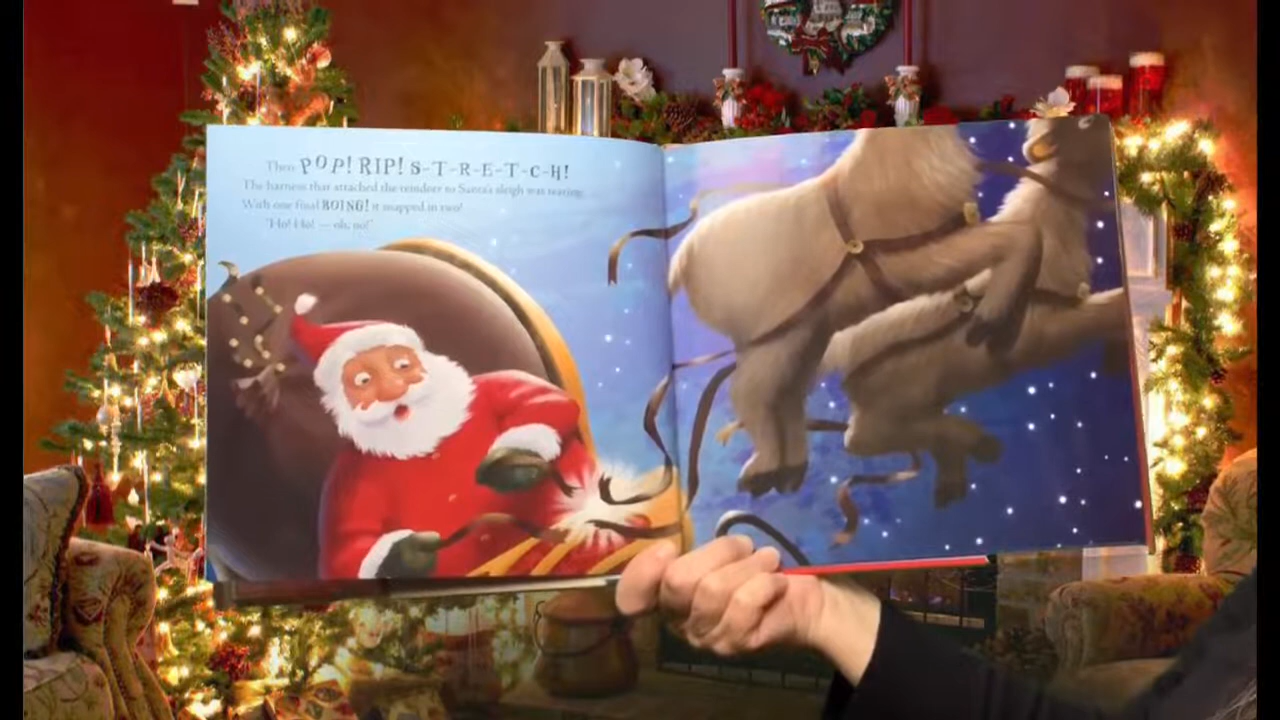 Then POP! RIP! S-T-R-E-T-C-H!
The harness that attached the reindeer to Santa's sleigh was tearing.
With one final BOING! it snapped in two!
"Ho! Ho! — oh, no!"